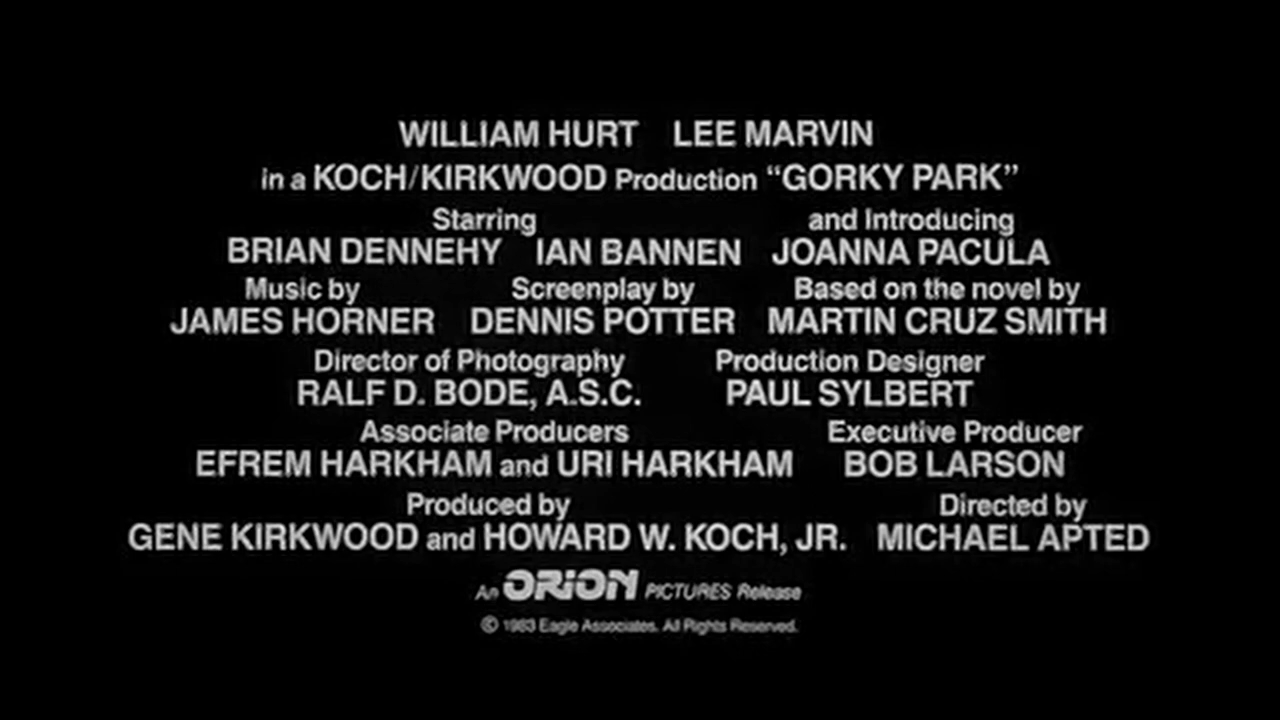 WILLIAM HURT LEE MARVIN
in a KOCH/KIRKWOOD Production “GORKY PARK”
Starring and Introducing
BRIAN DENNEHY IAN BANNEN JOANNA PACULA
Music by Screenplay by Based on the novel by
JAMES HORNER DENNIS POTTER MARTIN CRUZ SMITH
Director of Photography Production Designer
RALF D. BODE, A.S.C. PAUL SYLBERT
Associate Producers Executive Producer
EFREM HARKHAM and URI HARKHAM BOB LARSON
Produced by Directed by
GENE KIRKWOOD and HOWARD W. KOCH, JR. MICHAEL APTED
An ORION PICTURES Release
© 1983 Eagle Associates. All Rights Reserved.